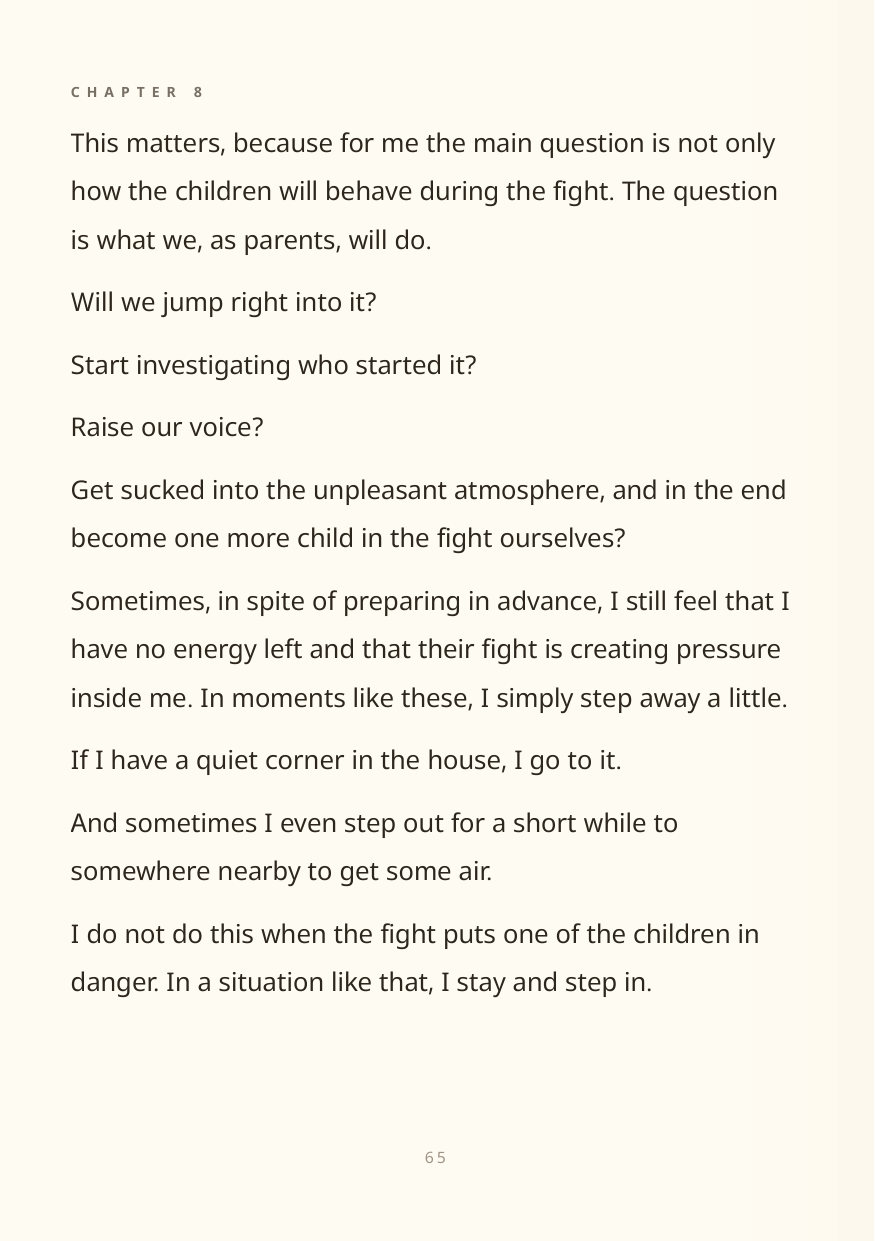 CHAPTER 8
This matters, because for me the main question is not only
how the children will behave during the fight. The question
is what we, as parents, will do.
Will we jump right into it?
Start investigating who started it?
Raise our voice?
Get sucked into the unpleasant atmosphere, and in the end
become one more child in the fight ourselves?
Sometimes, in spite of preparing in advance, I still feel that I
have no energy left and that their fight is creating pressure
inside me. In moments like these, I simply step away a little.
If I have a quiet corner in the house, I go to it.
And sometimes I even step out for a short while to
somewhere nearby to get some air.
I do not do this when the fight puts one of the children in
danger. In a situation like that, I stay and step in.
65